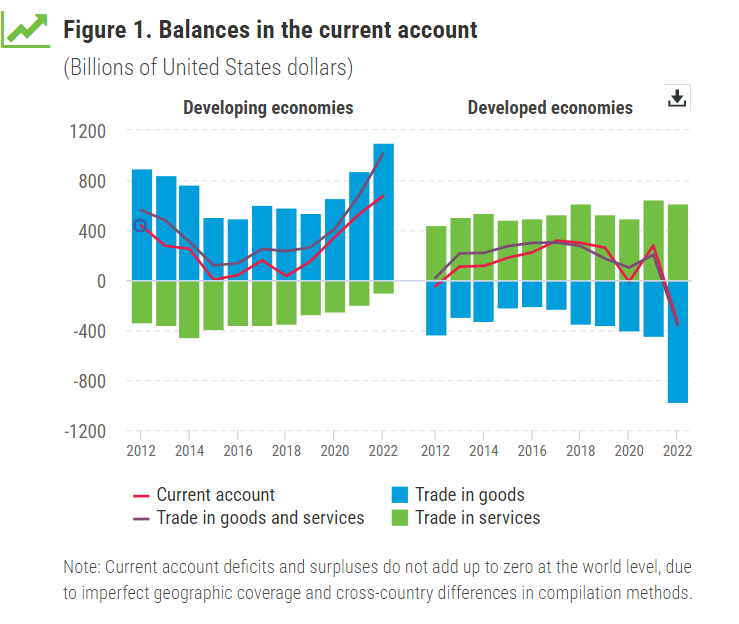 Figure 1. Balances in the current account
(Billions of United States dollars)
Developing economies
Developed economies
1200
800
400
0
-400
-800
-1200
2012 2014 2016 2018 2020 2022 2012 2014 2016 2018 2020 2022
Current account
Trade in goods
Trade in goods and services
Trade in services
Note: Current account deficits and surpluses do not add up to zero at the world level, due
to imperfect geographic coverage and cross-country differences in compilation methods.